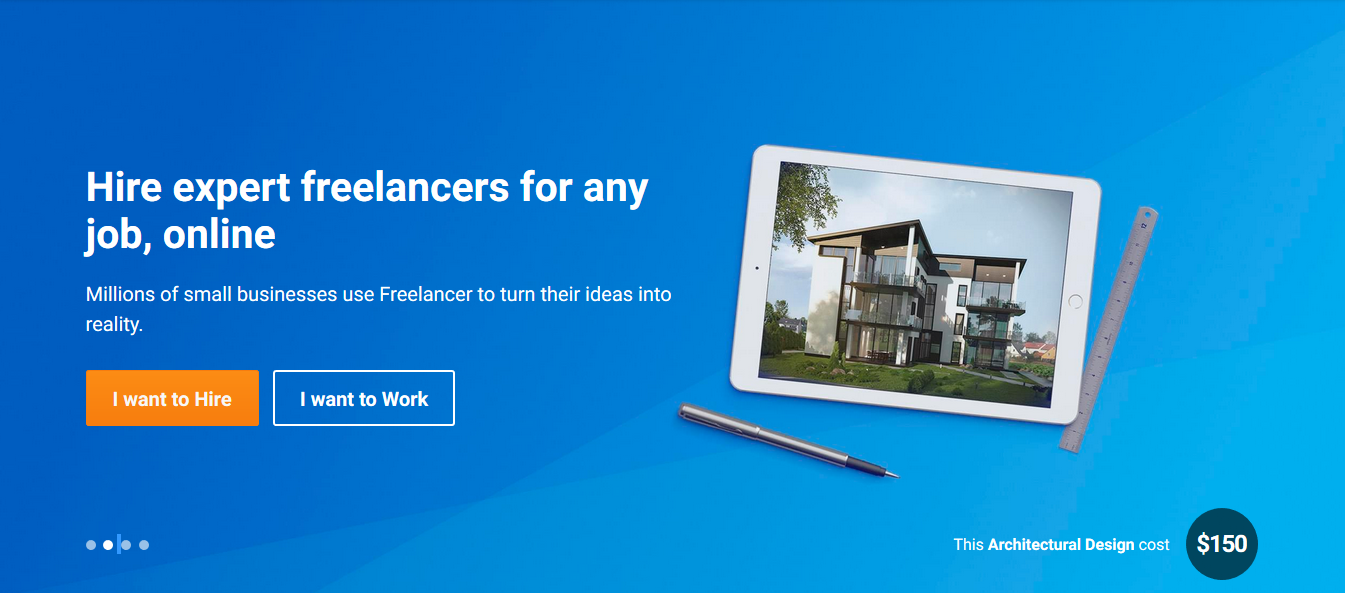 Hire expert freelancers for any
job, online
Millions of small businesses use Freelancer to turn their ideas into
reality.
I want to Hire
I want to Work
This Architectural Design cost
$150